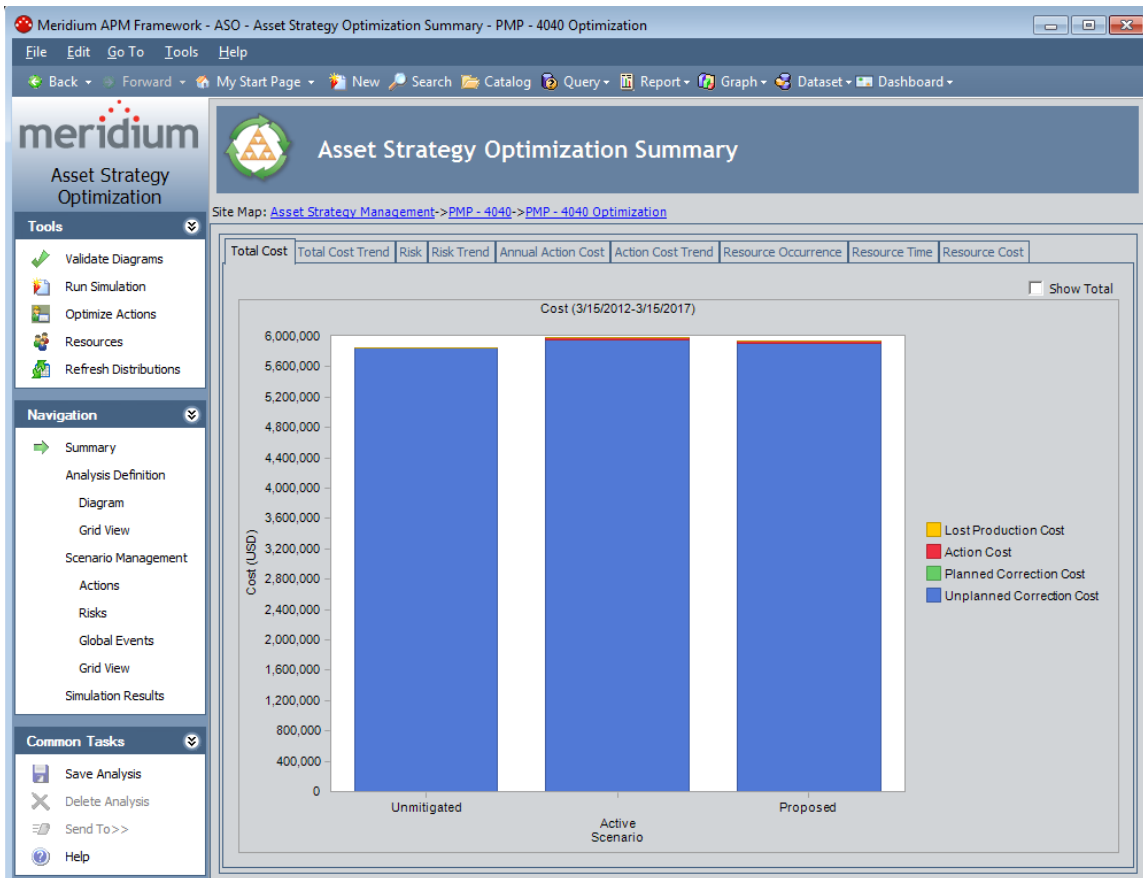 Meridium APM Framework - ASO - Asset Strategy Optimization Summary - PMP - 4040 Optimization
File Edit Go To Tools Help
Back Forward My Start Page New Search Catalog Query Report Graph Dataset Dashboard
meridium
Asset Strategy
Optimization
Tools
Validate Diagrams
Run Simulation
Optimize Actions
Resources
Refresh Distributions
Navigation
Summary
Analysis Definition
Diagram
Grid View
Scenario Management
Actions
Risks
Global Events
Grid View
Simulation Results
Common Tasks
Save Analysis
Delete Analysis
Send To>>
Help
Asset Strategy Optimization Summary
Site Map: Asset Strategy Management->PMP - 4040->PMP - 4040 Optimization
Total Cost Total Cost Trend Risk Risk Trend Annual Action Cost Action Cost Trend Resource Occurrence Resource Time Resource Cost
Show Total
Cost (3/15/2012-3/15/2017)
6,000,000
5,600,000
5,200,000
4,800,000
4,400,000
4,000,000
3,600,000
3,200,000
2,800,000
2,400,000
2,000,000
1,600,000
1,200,000
800,000
400,000
0
Cost (USD)
Unmitigated
Active
Proposed
Scenario
Lost Production Cost
Action Cost
Planned Correction Cost
Unplanned Correction Cost